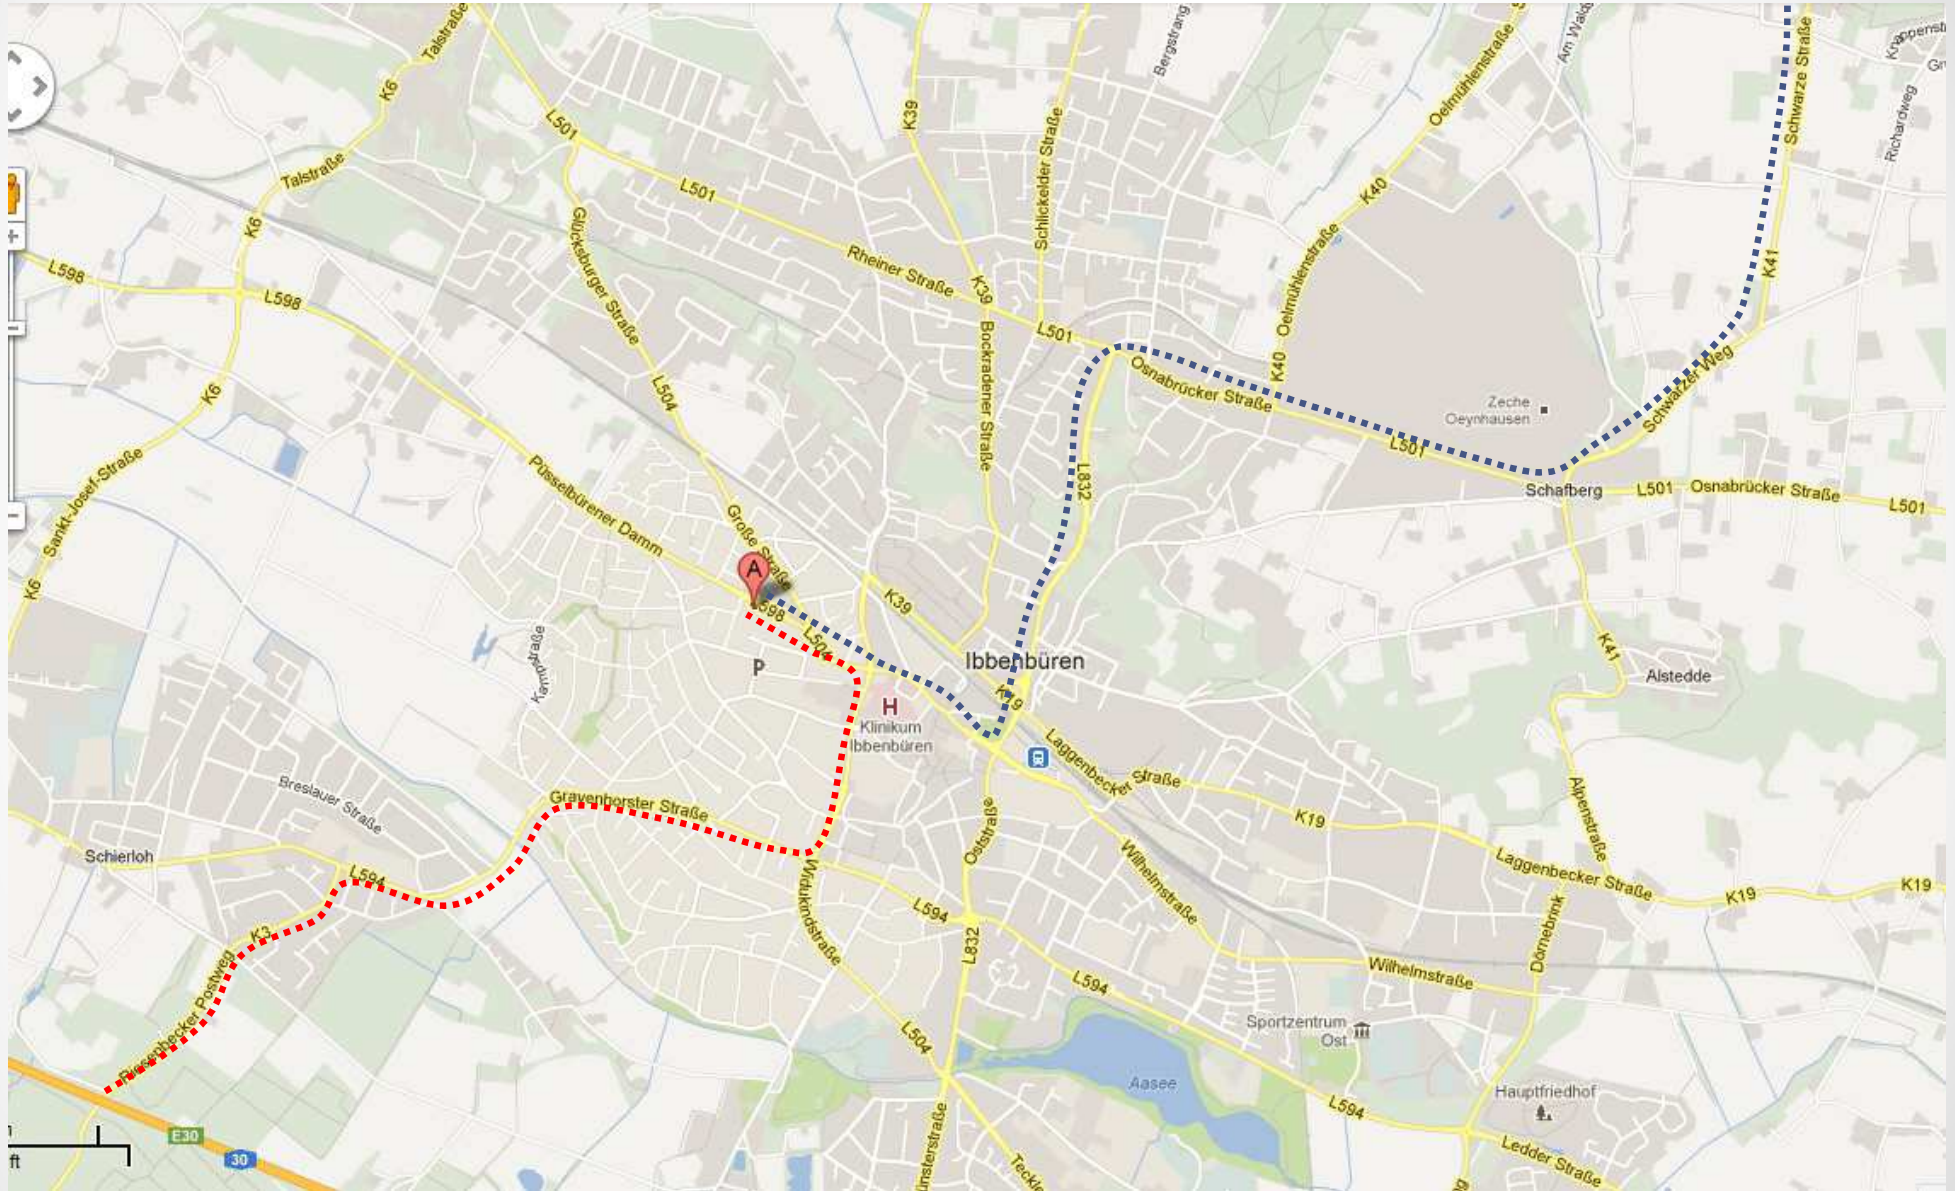 Talstraße
K6
K39
Bergstrang
Oelmühlenstraße
Schwarze Straße
L501
Talstraße
L501
Schlickelder Straße
K40
Richardweg
K6
Glücksburger Straße
Rheiner Straße
K39
Oelmühlenstraße
K41
L598
L598
L501
Bockradener Straße
K40
Osnabrücker Straße
Schwarzer Weg
K6
L504
Zeche
Oeynhausen
L501
Sankt-Josef-Straße
Püsselbürener Damm
L832
Schafberg
L501
Osnabrücker Straße
L501
Große Straße
K6
A
L598
K39
L504
P
Kampstraße
Ibbenbüren
K41
Alstedde
K19
H
Klinikum
Ibbenbüren
Laggenbecker Straße
Breslauer Straße
Gravenhorster Straße
K19
Alpenstraße
Schierloh
L594
Oststraße
Wilhelmstraße
Laggenbecker Straße
K19
K19
Widukindstraße
L594
K3
L832
Dörnebrink
Riesenbecker Postweg
L594
Wilhelmstraße
L504
Sportzentrum
Ost
Aasee
Hauptfriedhof
L594
E30
30
ft
Ledder Straße